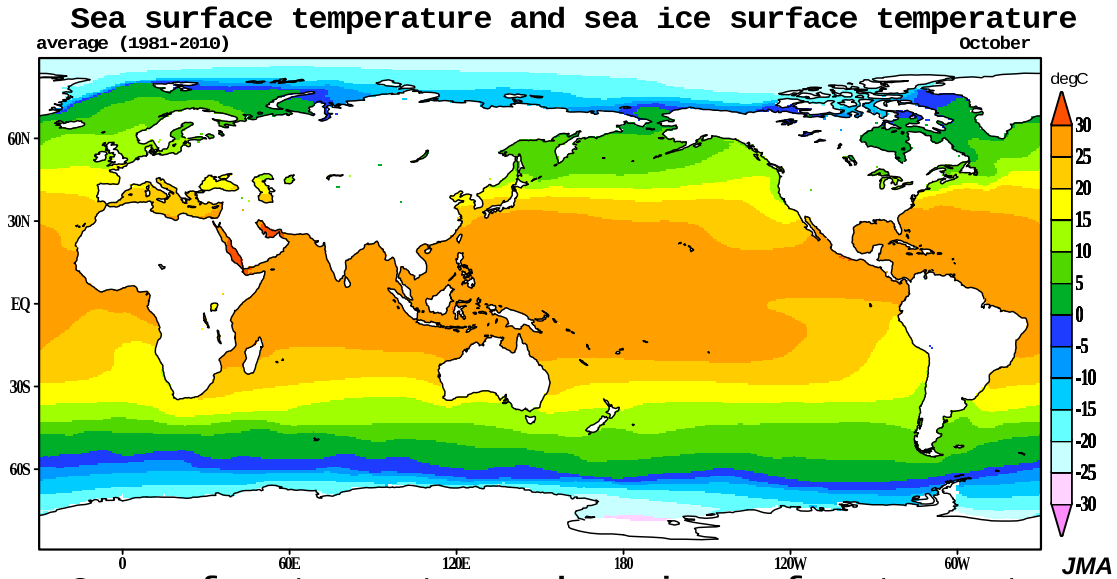 Sea surface temperature and sea ice surface temperature
average (1981-2010)
October
degC
30
25
20
15
10
5
0
-5
-10
-15
-20
-25
-30
60N
30N
EQ
30S
60S
0
60E
120E
180
120W
60W
JMA